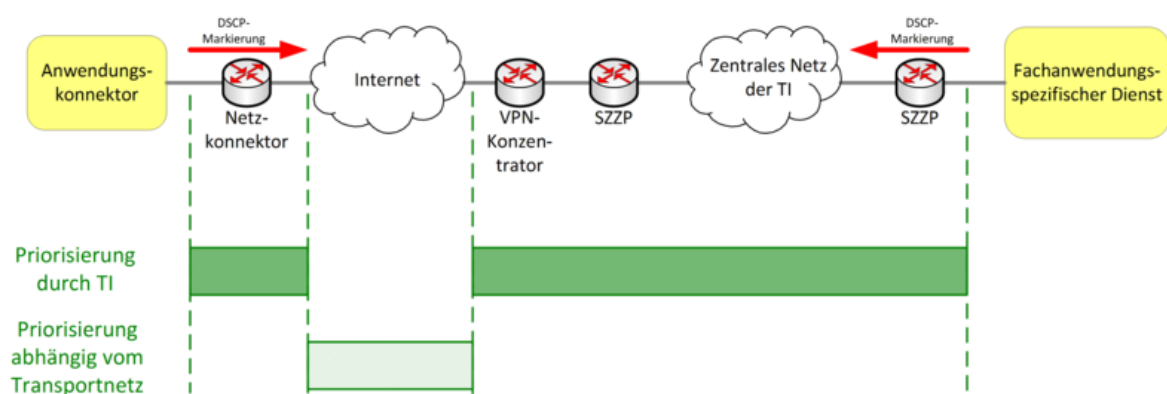 DSCP-
Markierung
DSCP-
Markierung
Anwendungs-
konnektor
Internet
Zentrales Netz
der TI
Fachanwendungs-
spezifischer Dienst
Netz-
konnektor
VPN-
Konzen-
trator
SZZP
SZZP
Priorisierung
durch TI
Priorisierung
abhängig vom
Transportnetz